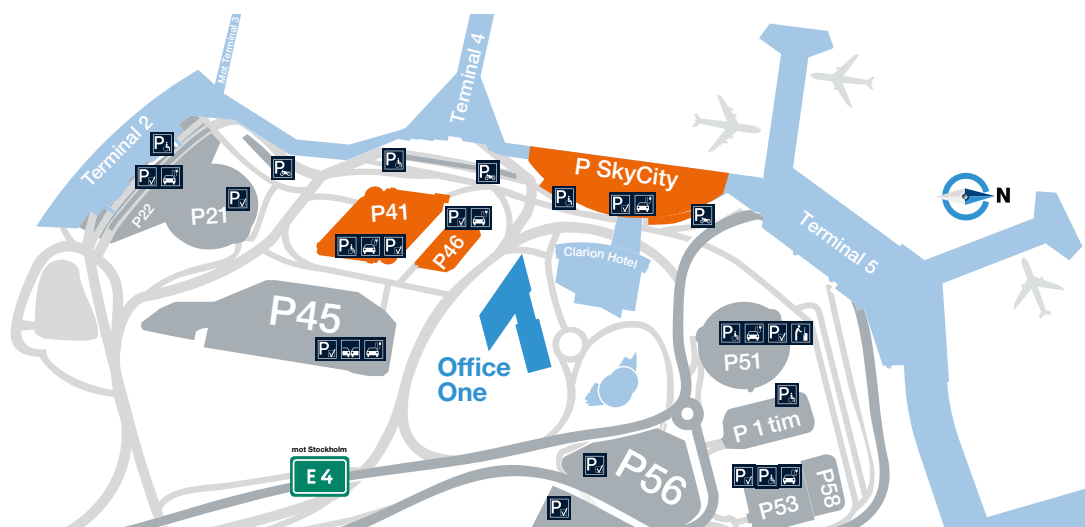 Mot Terminal 3
Terminal 4
Terminal 2
P SkyCity
P22
P21
P41
P46
N
Terminal 5
Clarion Hotel
P45
Office
One
P51
P 1 tim
mot Stockholm
E 4
P56
P53
P58